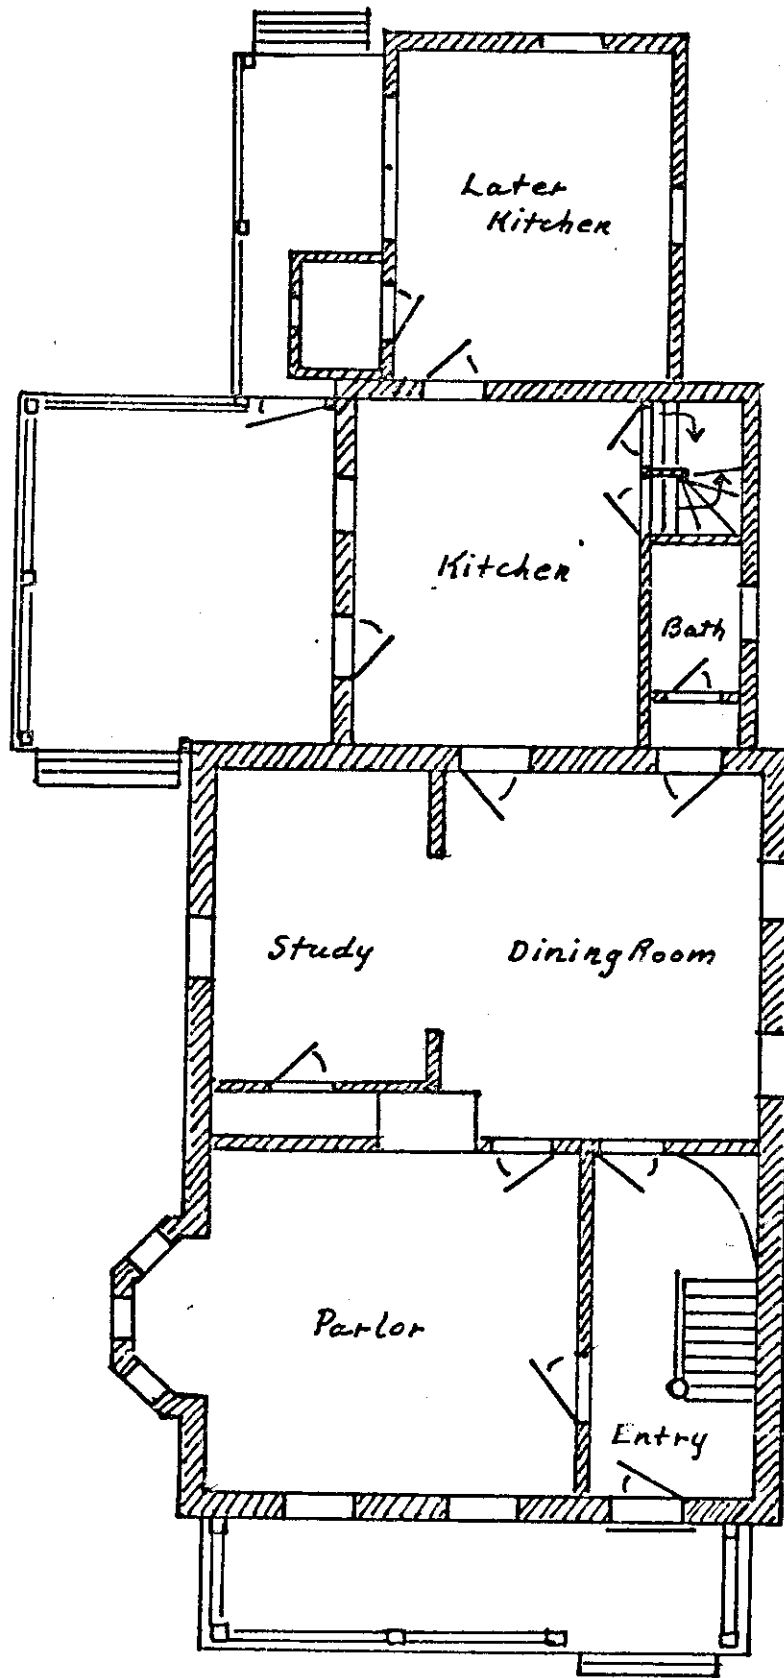 Later
Kitchen
Kitchen
Bath
Study
Dining Room
Parlor
Entry